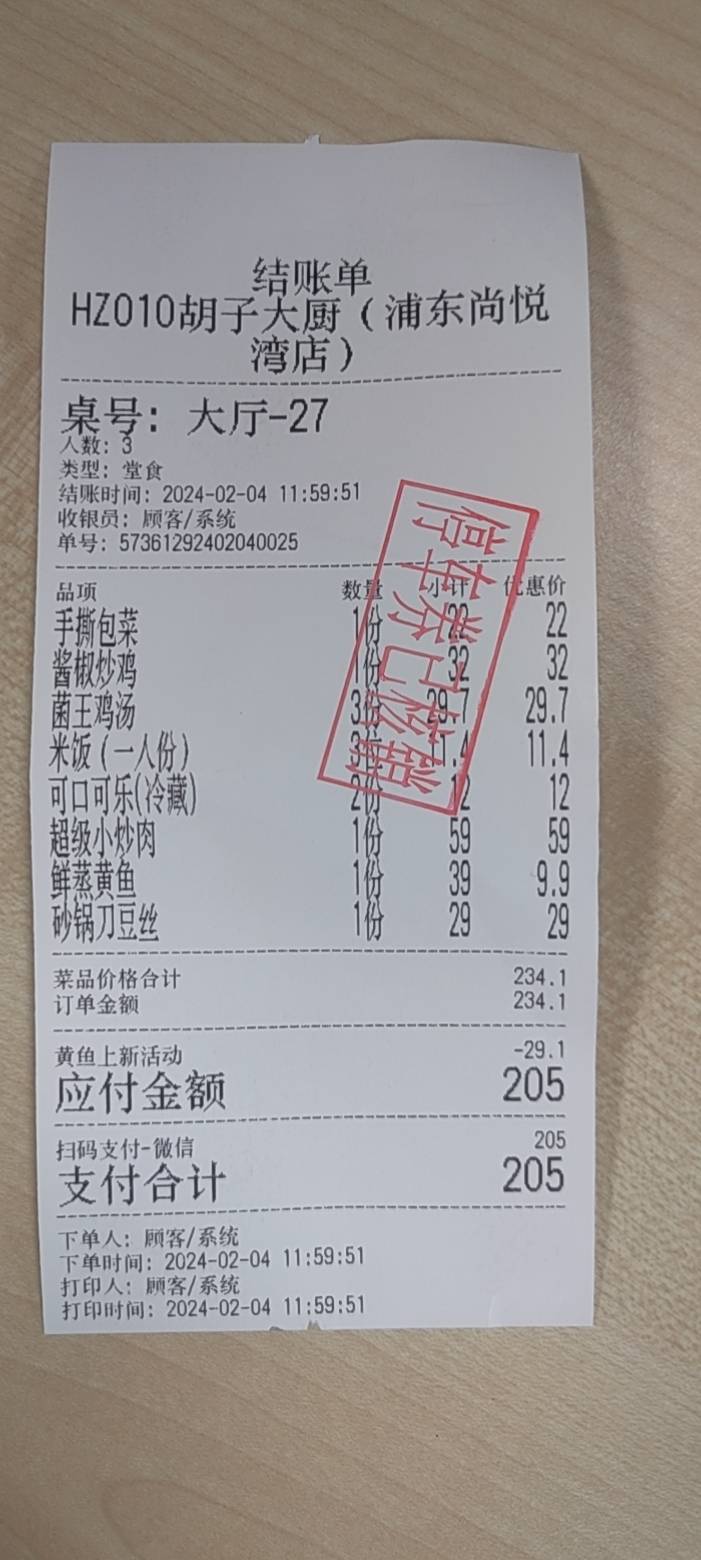 结账单
HZ010胡子大厨（浦东尚悦
湾店）
桌号: 大厅-27
人数: 3
类型: 堂食
结账时间: 2024-02-04 11:59:51
收银员: 顾客/系统
单号: 57361292402040025
品项 数量 小计 优惠价
手撕包菜 1份 22 22
酱椒炒鸡 1份 32 32
菌王鸡汤 3份 29.7 29.7
米饭（一人份） 3位 11.4 11.4
可口可乐(冷藏) 2份 12 12
超级小炒肉 1份 59 59
鲜蒸黄鱼 1份 39 9.9
砂锅刀豆丝 1份 29 29
停车券已核销
菜品价格合计 234.1
订单金额 234.1
黄鱼上新活动 -29.1
应付金额 205
扫码支付-微信 205
支付合计 205
下单人: 顾客/系统
下单时间: 2024-02-04 11:59:51
打印人: 顾客/系统
打印时间: 2024-02-04 11:59:51